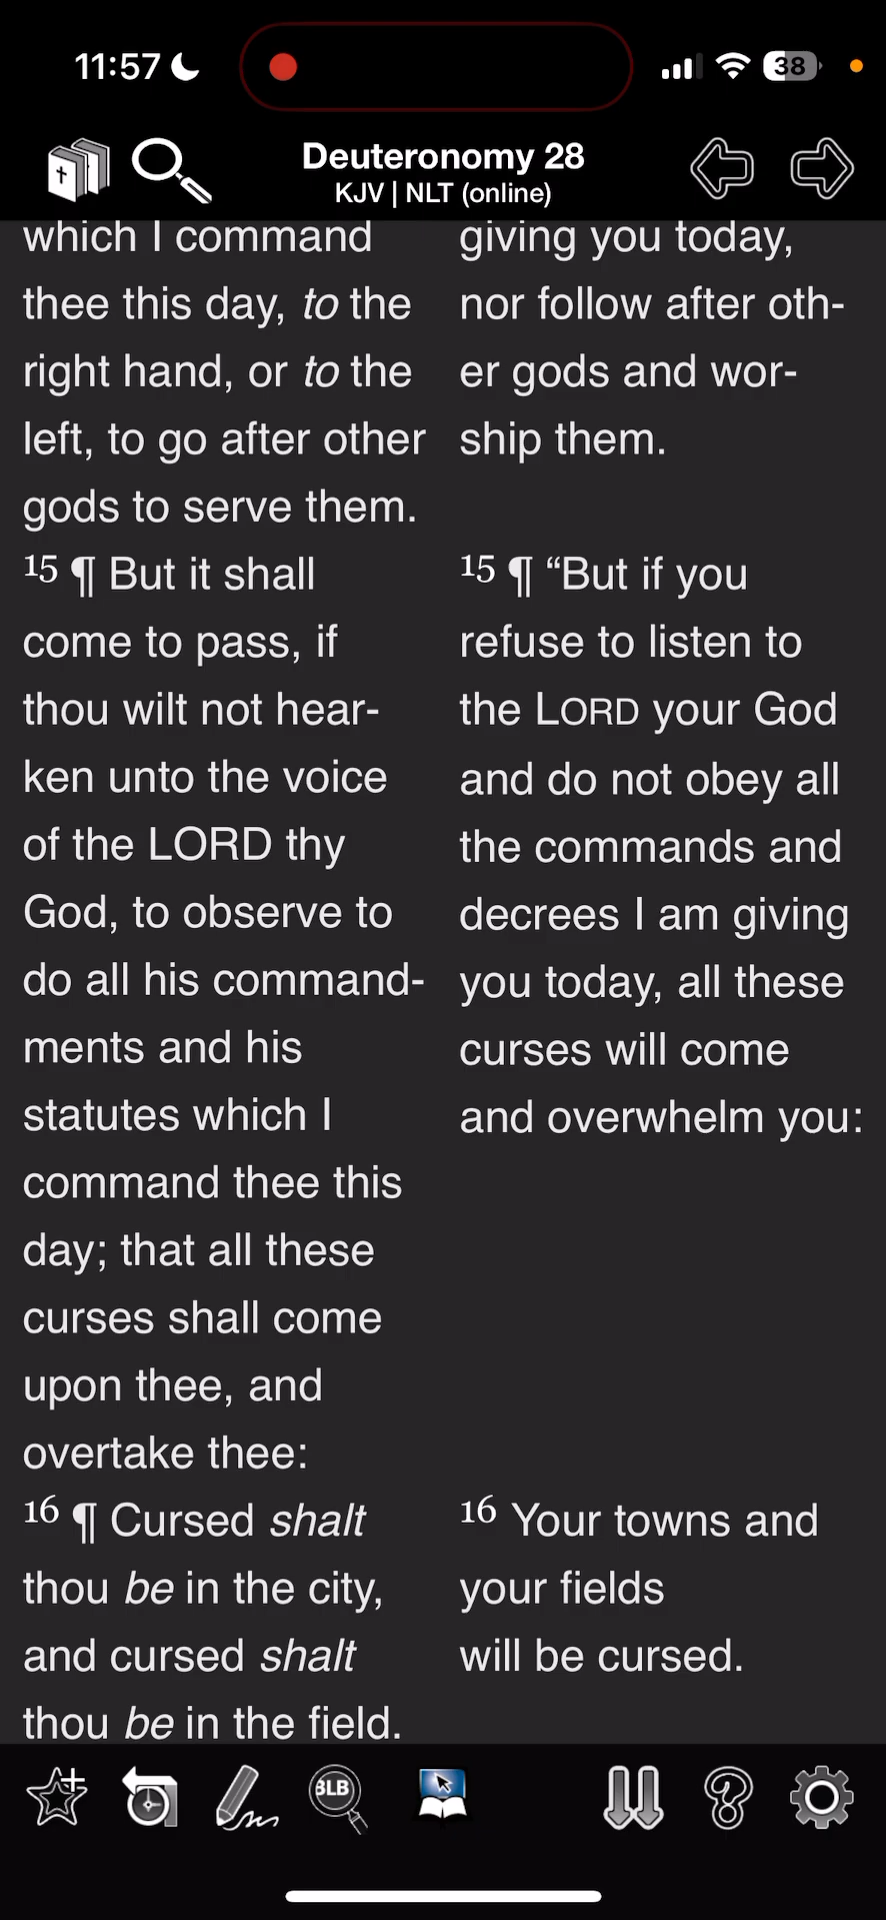 11:57
38
Deuteronomy 28
KJV | NLT (online)
which I command
thee this day, to the
right hand, or to the
left, to go after other
gods to serve them.
15 ¶ But it shall
come to pass, if
thou wilt not hear-
ken unto the voice
of the LORD thy
God, to observe to
do all his command-
ments and his
statutes which I
command thee this
day; that all these
curses shall come
upon thee, and
overtake thee:
16 ¶ Cursed shalt
thou be in the city,
and cursed shalt
thou be in the field.
giving you today,
nor follow after oth-
er gods and wor-
ship them.
15 ¶ “But if you
refuse to listen to
the LORD your God
and do not obey all
the commands and
decrees I am giving
you today, all these
curses will come
and overwhelm you:
16 Your towns and
your fields
will be cursed.
BLB